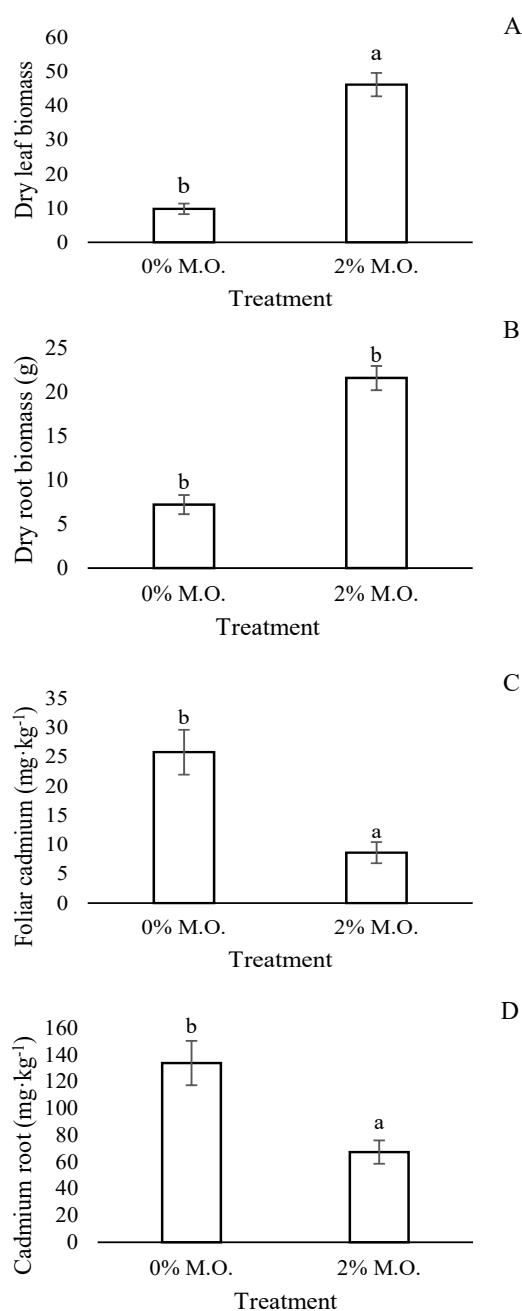 A
Dry leaf biomass
60
50
40
30
20
10
0
b
a
0% M.O.
2% M.O.
Treatment
B
Dry root biomass (g)
25
20
15
10
5
0
b
b
0% M.O.
2% M.O.
Treatment
C
Foliar cadmium (mg·kg⁻¹)
35
30
25
20
15
10
5
0
b
a
0% M.O.
2% M.O.
Treatment
D
Cadmium root (mg·kg⁻¹)
160
140
120
100
80
60
40
20
0
b
a
0% M.O.
2% M.O.
Treatment